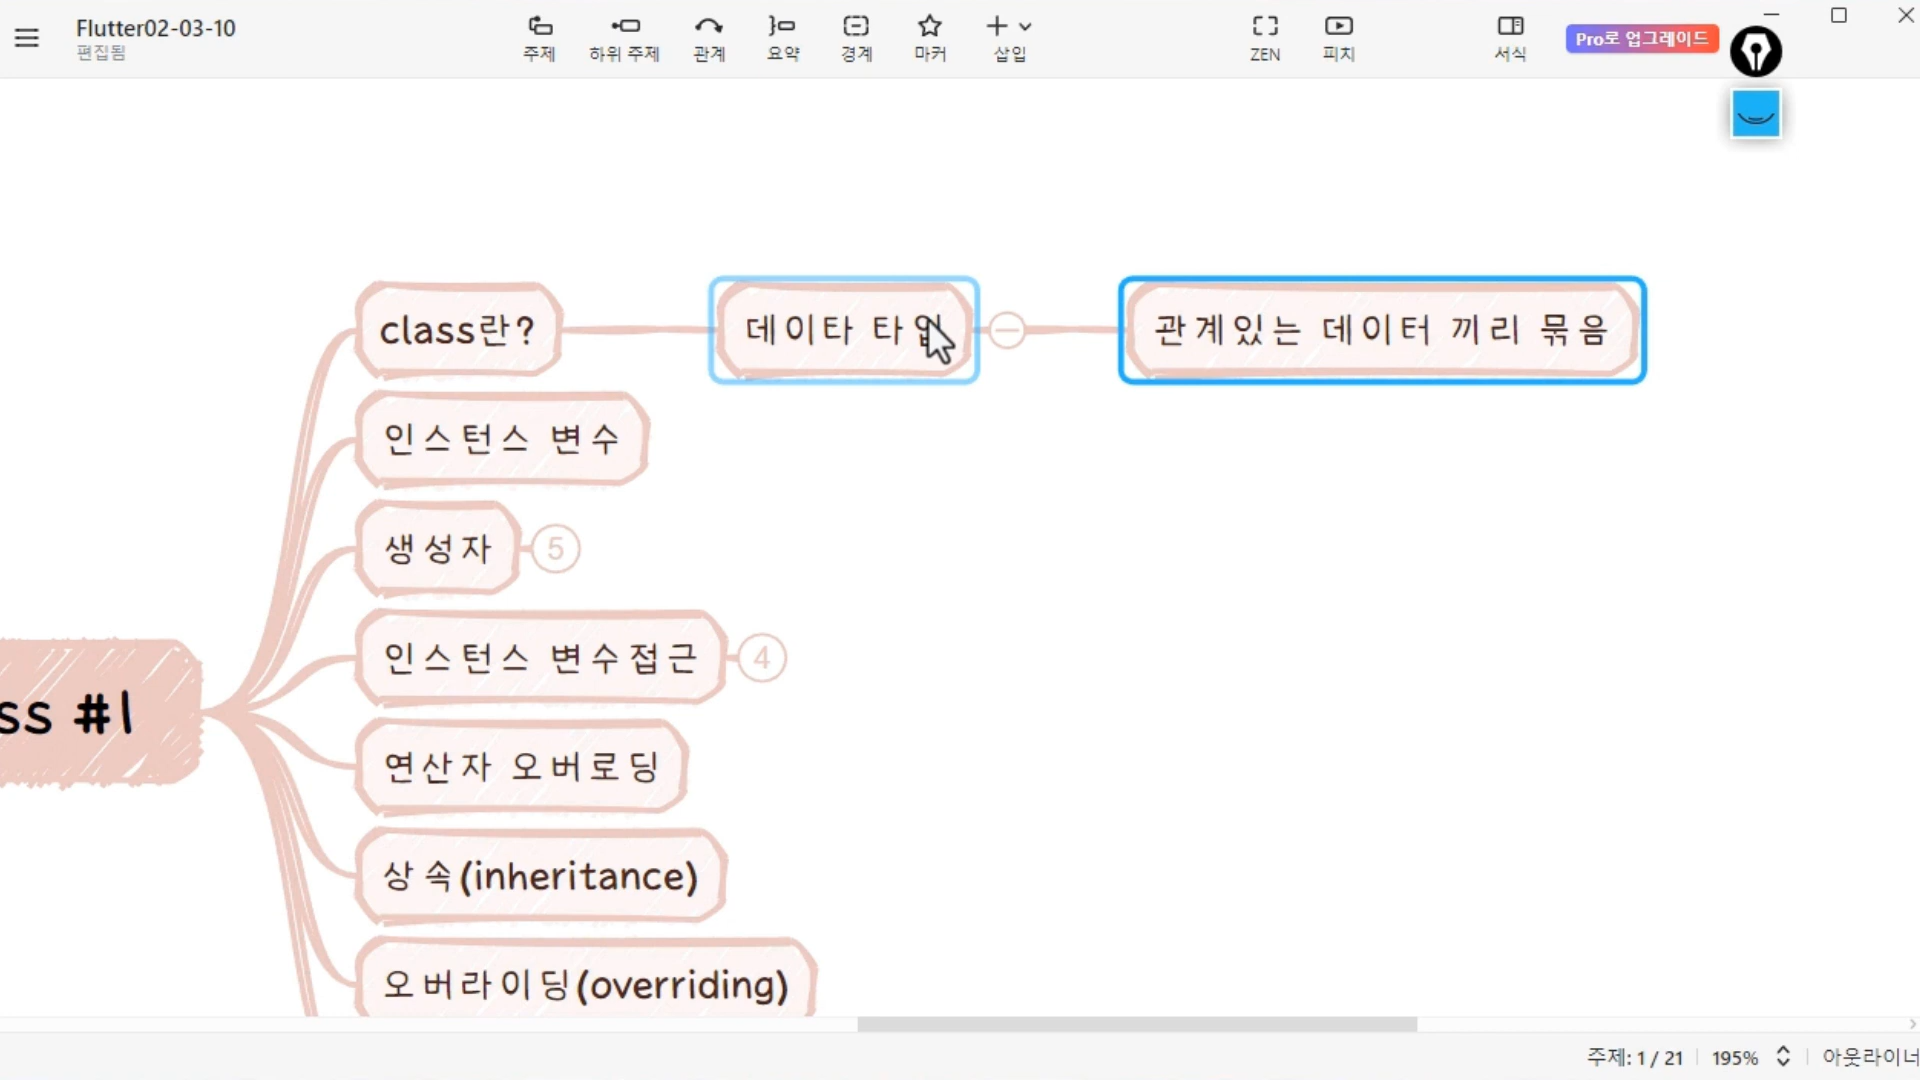 Flutter02-03-10
편집됨
주제
하위 주제
관계
요약
경계
마커
삽입
ZEN
피치
서식
Pro로 업그레이드
class란?
데이타 타입
관계있는 데이터 끼리 묶음
인스턴스 변수
생성자
5
인스턴스 변수접근
4
ss #1
연산자 오버로딩
상속(inheritance)
오버라이딩(overriding)
주제: 1 / 21
195%
아웃라이너